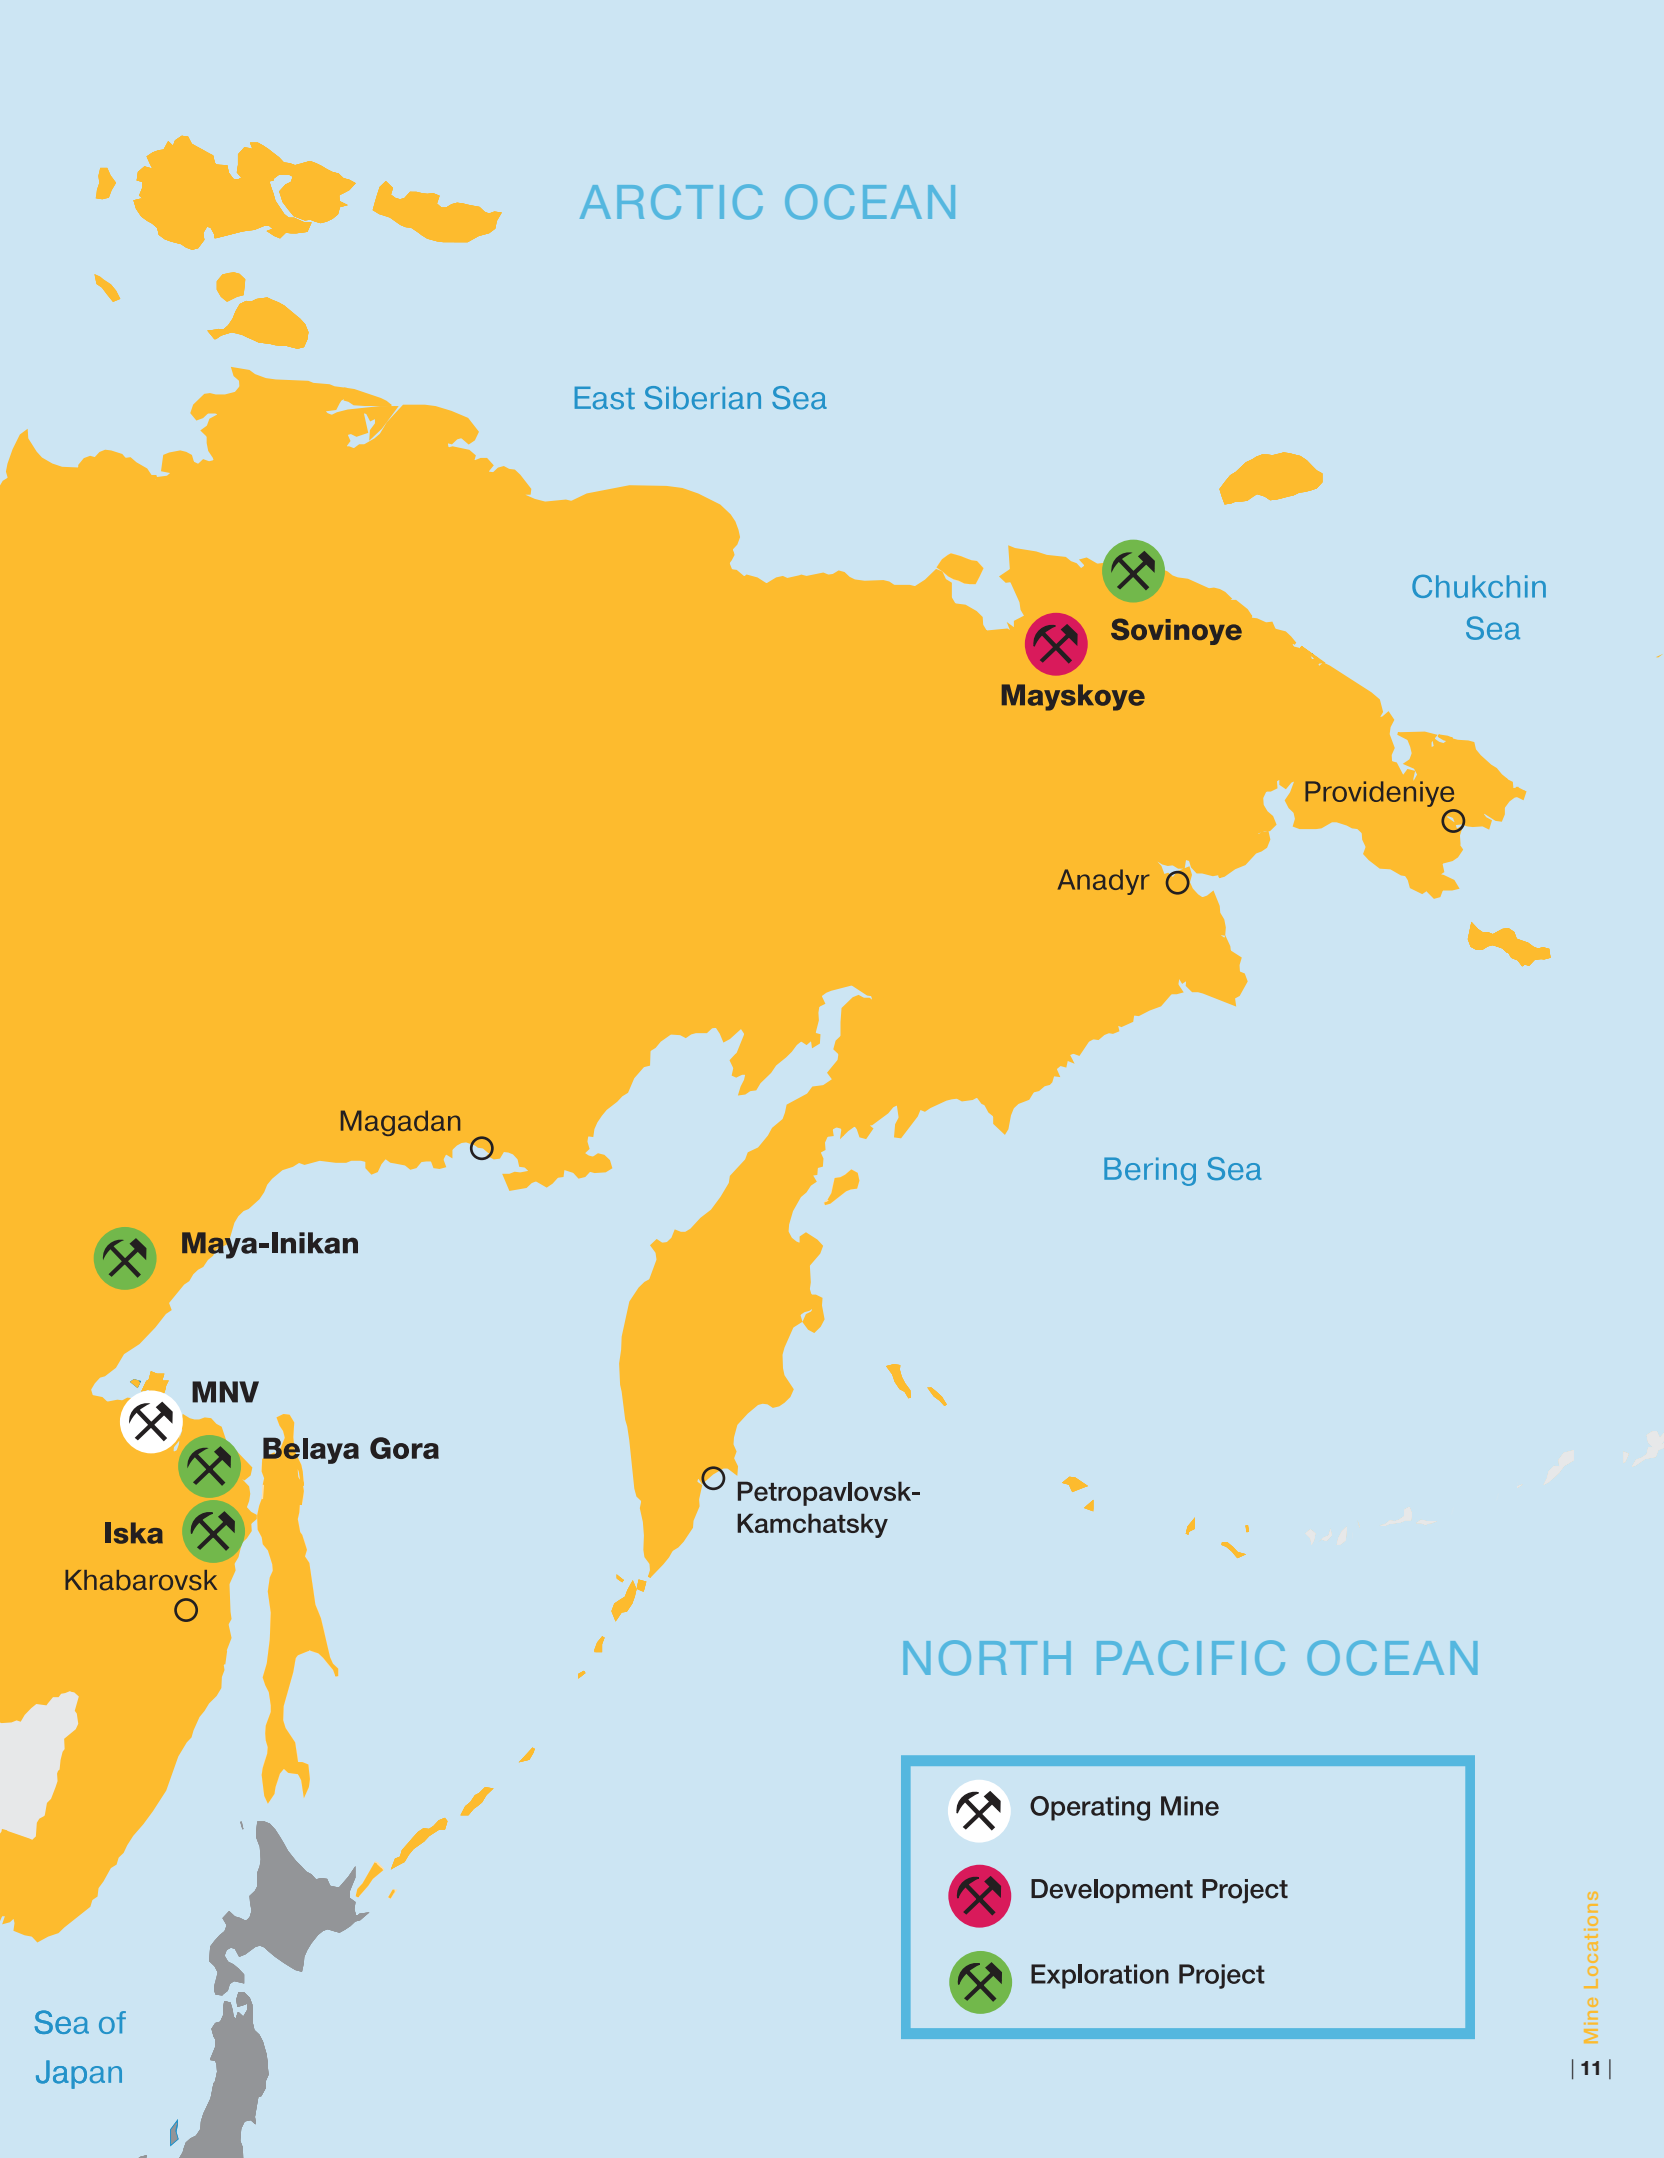 ARCTIC OCEAN
East Siberian Sea
Chukchin
Sea
Sovinoye
Mayskoye
Provideniye
Anadyr
Magadan
Bering Sea
Maya-Inikan
MNV
Belaya Gora
Petropavlovsk-
Kamchatsky
Iska
Khabarovsk
NORTH PACIFIC OCEAN
Operating Mine
Development Project
Exploration Project
Sea of
Japan
Mine Locations
| 11 |